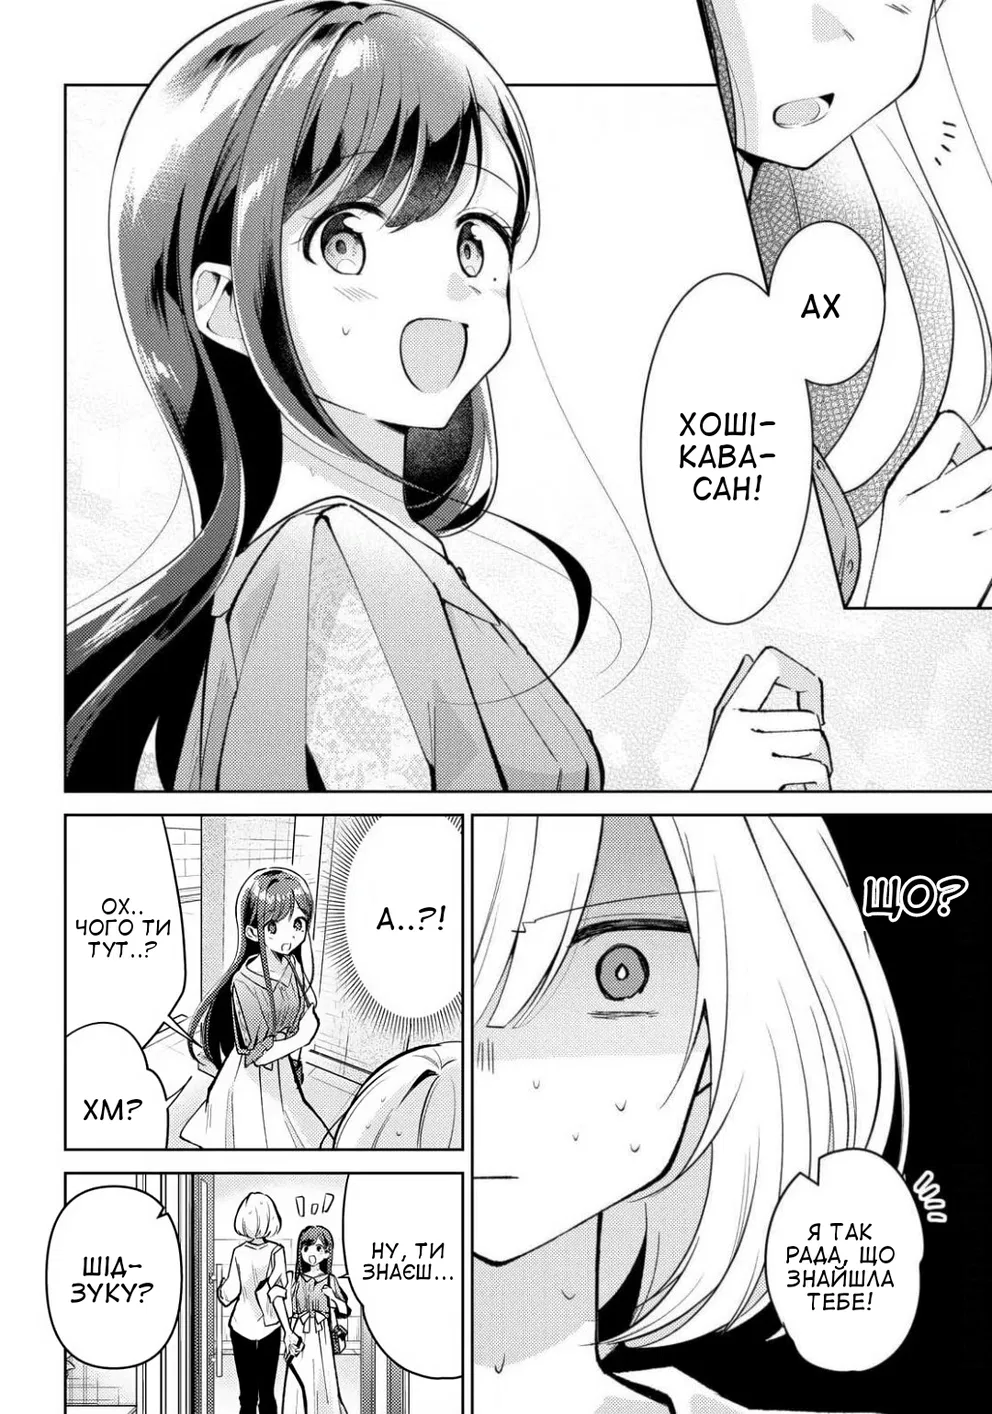 АХ
ХОШІ-
КАВА-
САН!
ЩО?
Я ТАК
РАДА, ЩО
ЗНАЙШЛА
ТЕБЕ!
А..?!
ОХ..
ЧОГО ТИ
ТУТ..?
ХМ?
НУ, ТИ
ЗНАЄШ...
ШІД-
ЗУКУ?